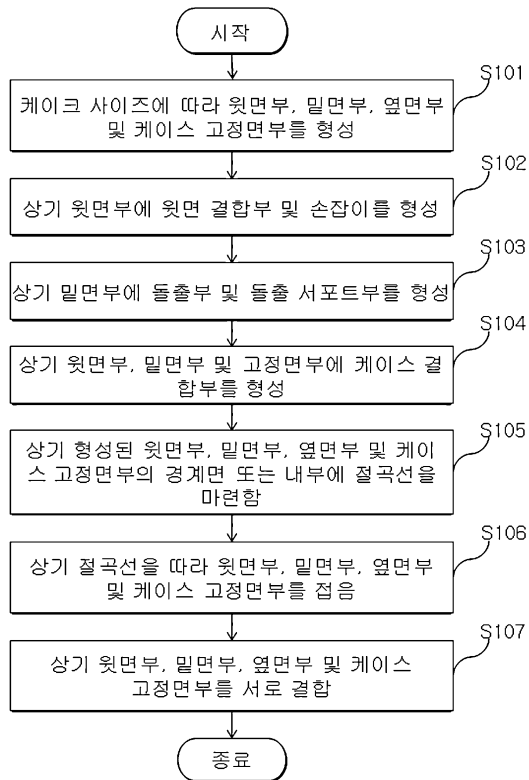 시작
S101
케이크 사이즈에 따라 윗면부, 밑면부, 옆면부
및 케이스 고정면부를 형성
S102
상기 윗면부에 윗면 결합부 및 손잡이를 형성
S103
상기 밑면부에 돌출부 및 돌출 서포트부를 형성
S104
상기 윗면부, 밑면부 및 고정면부에 케이스 결
합부를 형성
S105
상기 형성된 윗면부, 밑면부, 옆면부 및 케이
스 고정면부의 경계면 또는 내부에 절곡선을
마련함
S106
상기 절곡선을 따라 윗면부, 밑면부, 옆면부
및 케이스 고정면부를 접음
S107
상기 윗면부, 밑면부, 옆면부 및 케이스
고정면부를 서로 결합
종료